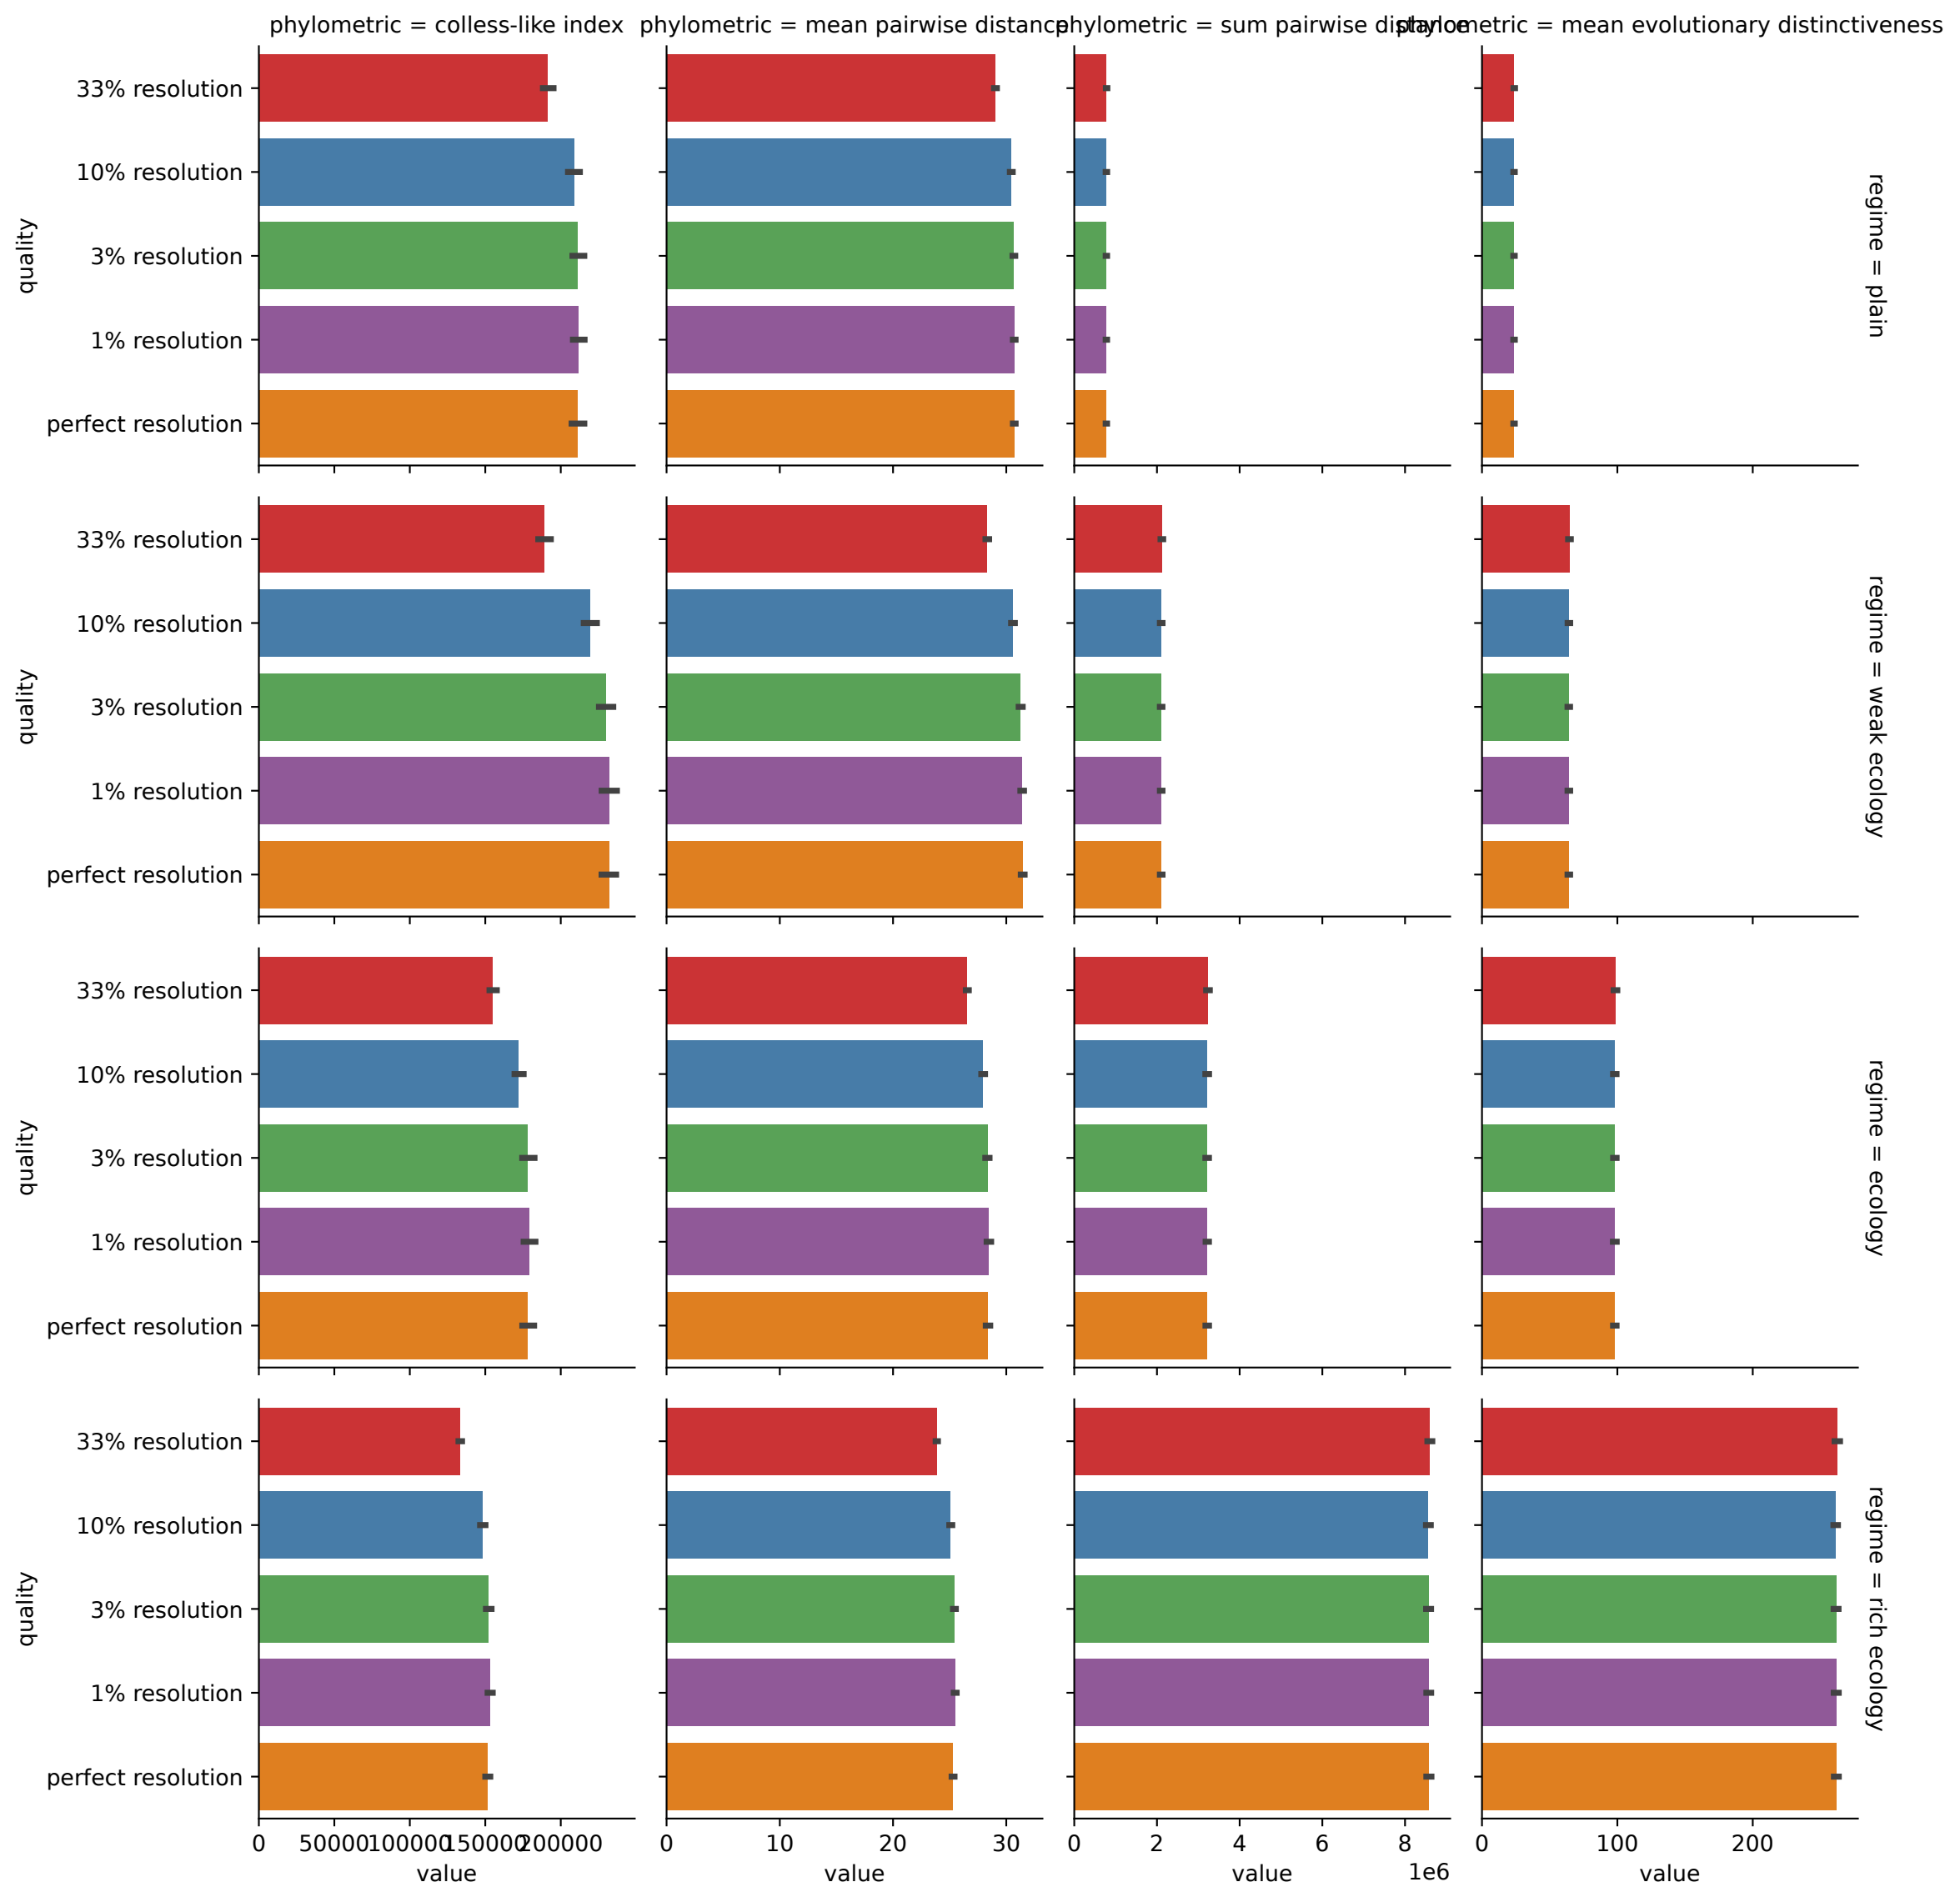 phylometric = colless-like index
phylometric = mean pairwise distance
phylometric = sum pairwise distance
phylometric = mean evolutionary distinctiveness
33% resolution
10% resolution
3% resolution
1% resolution
perfect resolution
quality
regime = plain
33% resolution
10% resolution
3% resolution
1% resolution
perfect resolution
quality
regime = weak ecology
33% resolution
10% resolution
3% resolution
1% resolution
perfect resolution
quality
regime = ecology
33% resolution
10% resolution
3% resolution
1% resolution
perfect resolution
quality
regime = rich ecology
0 50000 100000 150000 200000
value
0 10 20 30
value
0 2 4 6 8
1e6
value
0 100 200
value